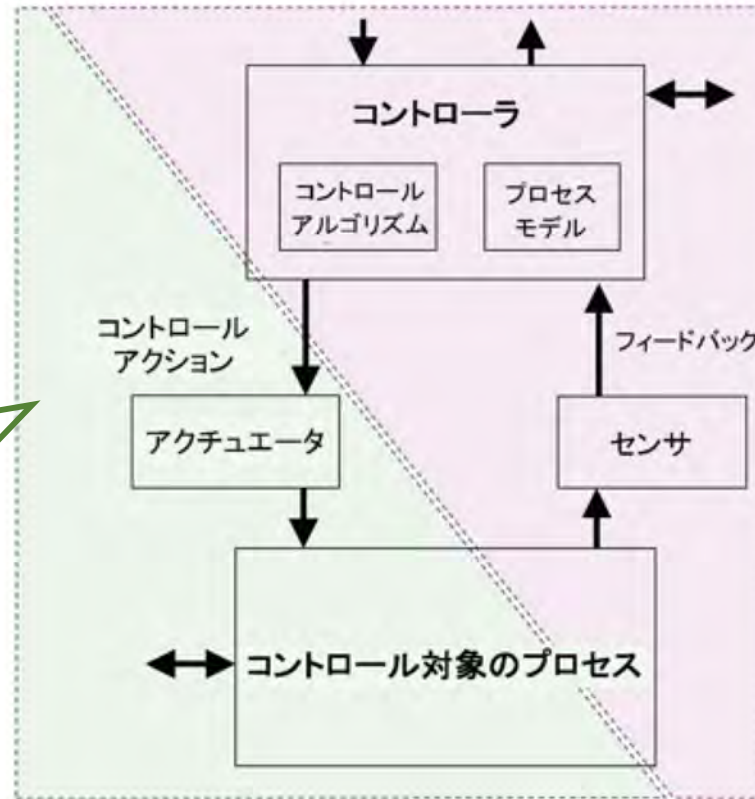 コントローラ
コントロール
アルゴリズム
プロセス
モデル
コントロール
アクション
フィードバック
アクチュエータ
センサ
コントロール対象のプロセス